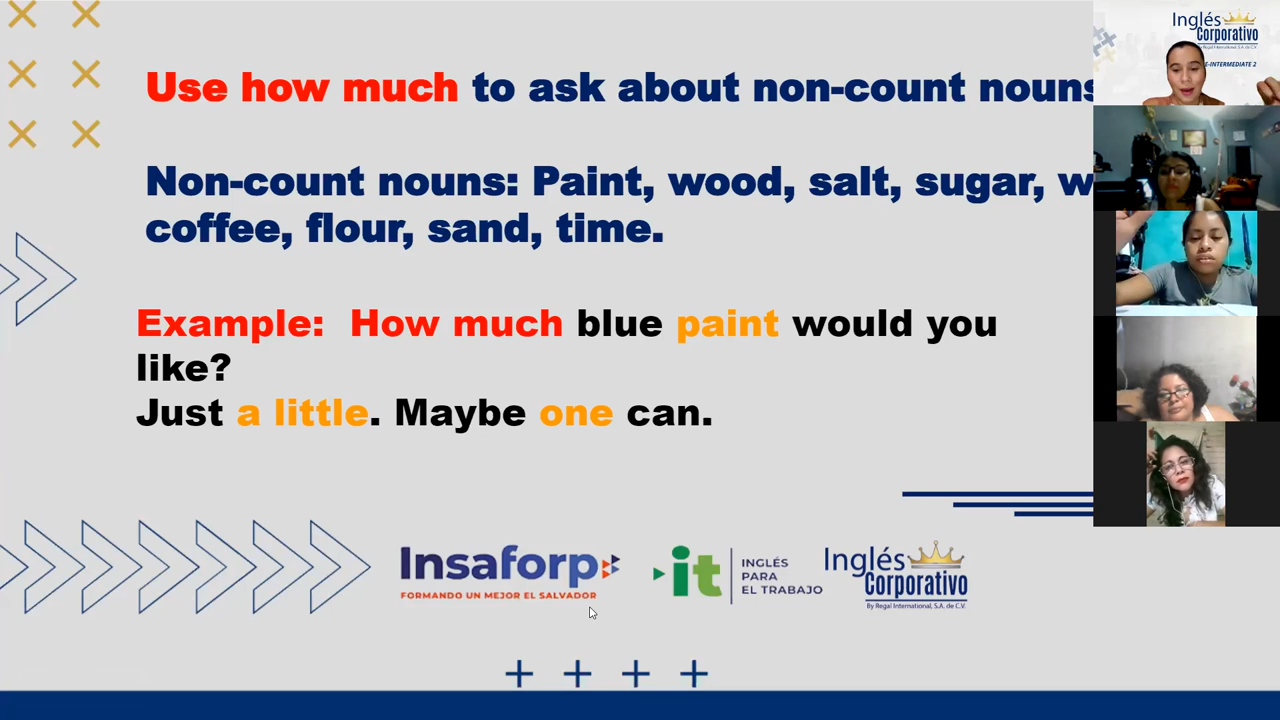 Use how much to ask about non-count nouns
Non-count nouns: Paint, wood, salt, sugar,
coffee, flour, sand, time.
Example: How much blue paint would you
like?
Just a little. Maybe one can.
Insaforp
FORMANDO UN MEJOR EL SALVADOR
it
INGLÉS
PARA
EL TRABAJO
Inglés
Corporativo
By Regal International, S.A. de C.V.
Inglés
Corporativo
By Regal International, S.A. de C.V.
E-INTERMEDIATE 2